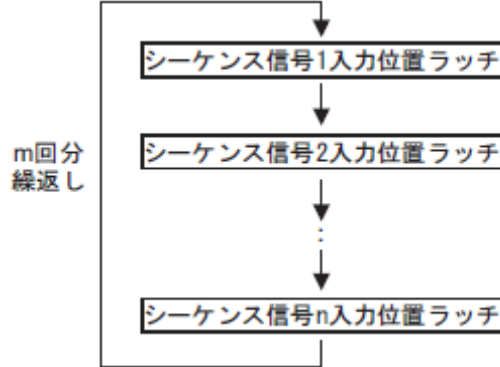 シーケンス信号1入力位置ラッチ
シーケンス信号2入力位置ラッチ
m回分
繰返し
:
シーケンス信号n入力位置ラッチ